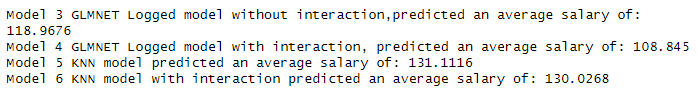 Model 3 GLMNET Logged model without interaction,predicted an average salary of:
118.9676
Model 4 GLMNET Logged model with interaction, predicted an average salary of: 108.845
Model 5 KNN model predicted an average salary of: 131.1116
Model 6 KNN model with interaction predicted an average salary of: 130.0268